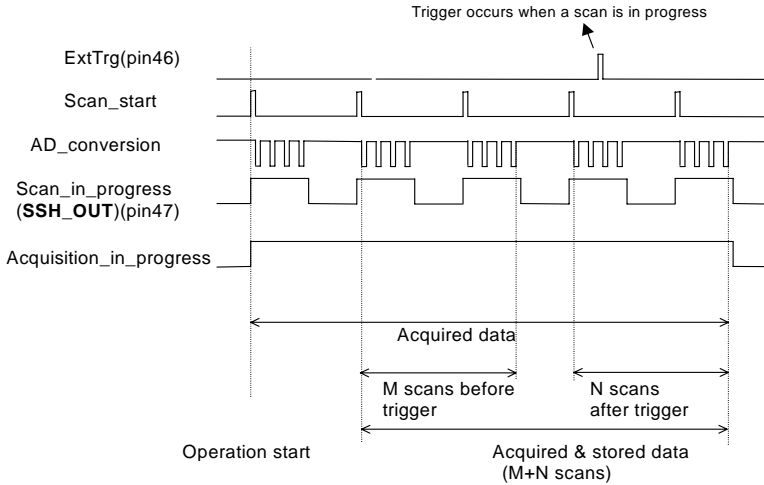 Trigger occurs when a scan is in progress
ExtTrg(pin46)
Scan_start
AD_conversion
Scan_in_progress
(SSH_OUT)(pin47)
Acquisition_in_progress
Acquired data
M scans before
trigger
N scans
after trigger
Operation start
Acquired & stored data
(M+N scans)